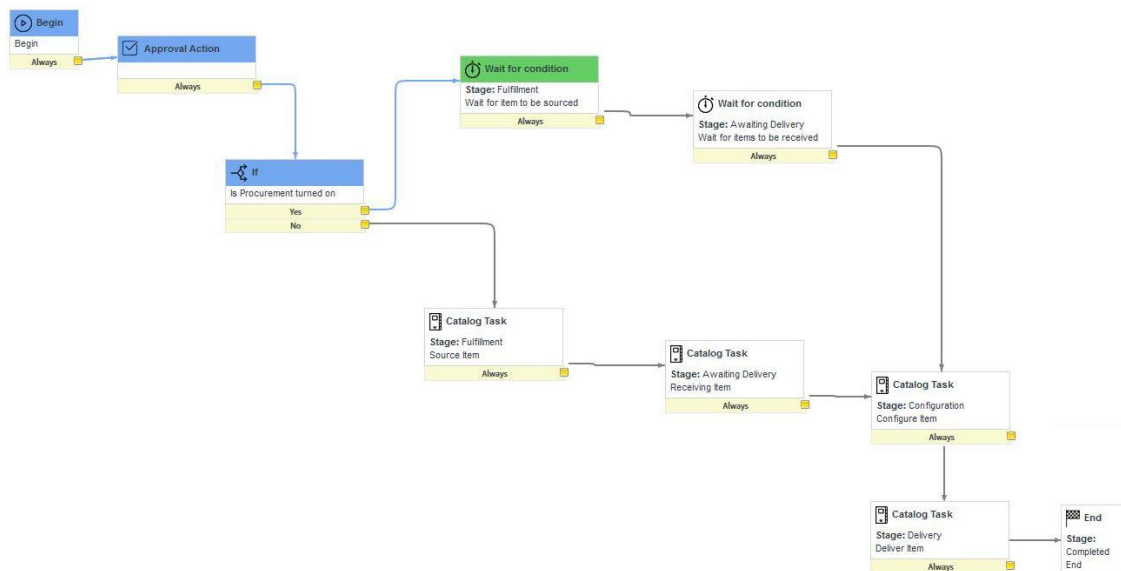 Begin
Begin
Always
Approval Action
Always
If
Is Procurement turned on
Yes
No
Wait for condition
Stage: Fulfillment
Wait for item to be sourced
Always
Wait for condition
Stage: Awaiting Delivery
Wait for items to be received
Always
Catalog Task
Stage: Fulfillment
Source Item
Always
Catalog Task
Stage: Awaiting Delivery
Receiving Item
Always
Catalog Task
Stage: Configuration
Configure Item
Always
Catalog Task
Stage: Delivery
Deliver Item
Always
End
Stage:
Completed
End